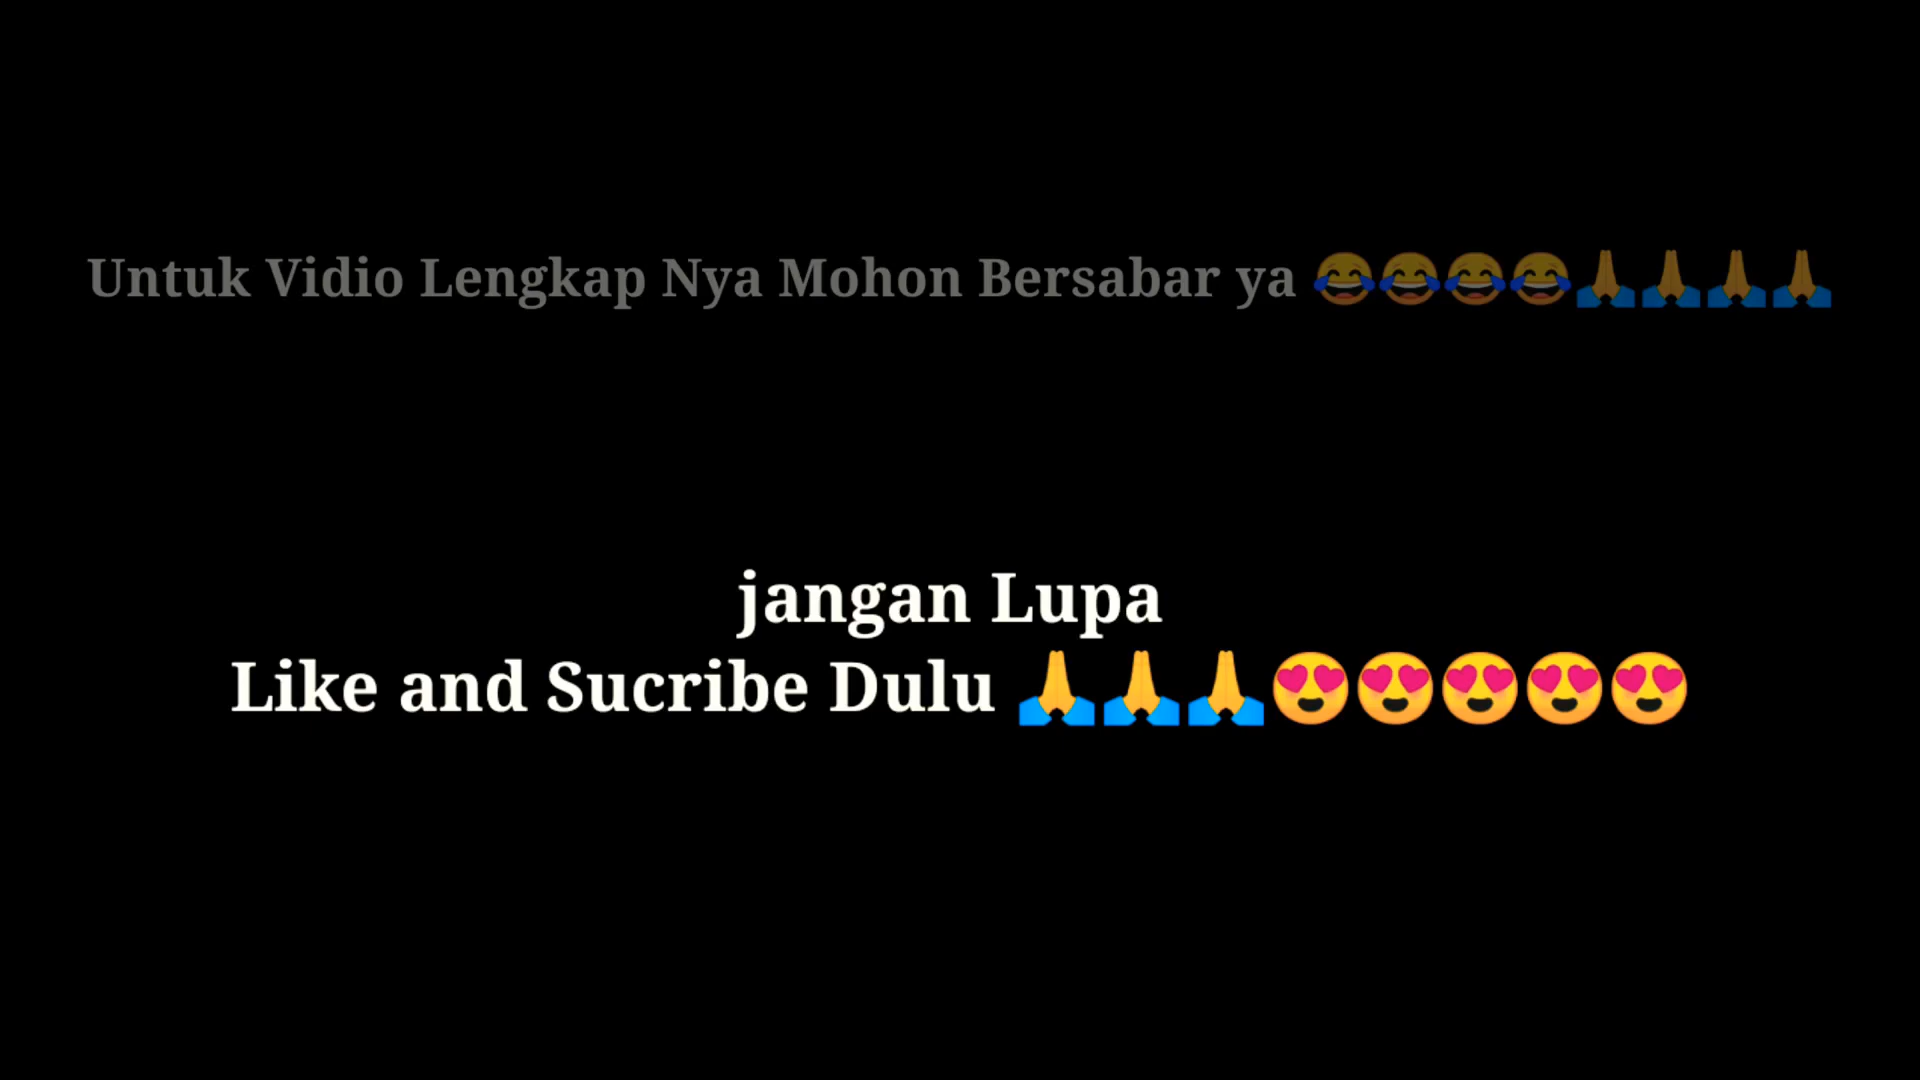 Untuk Vidio Lengkap Nya Mohon Bersabar ya 😂😂😂😂🙏🙏🙏🙏
jangan Lupa
Like and Sucribe Dulu 🙏🙏🙏😍😍😍😍😍